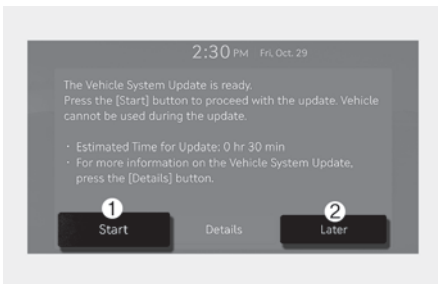 2:30 PM Fri, Oct. 29
The Vehicle System Update is ready.
Press the [Start] button to proceed with the update. Vehicle
cannot be used during the update.
· Estimated Time for Update: 0 hr 30 min
· For more information on the Vehicle System Update,
press the [Details] button.
1 2
Start Details Later